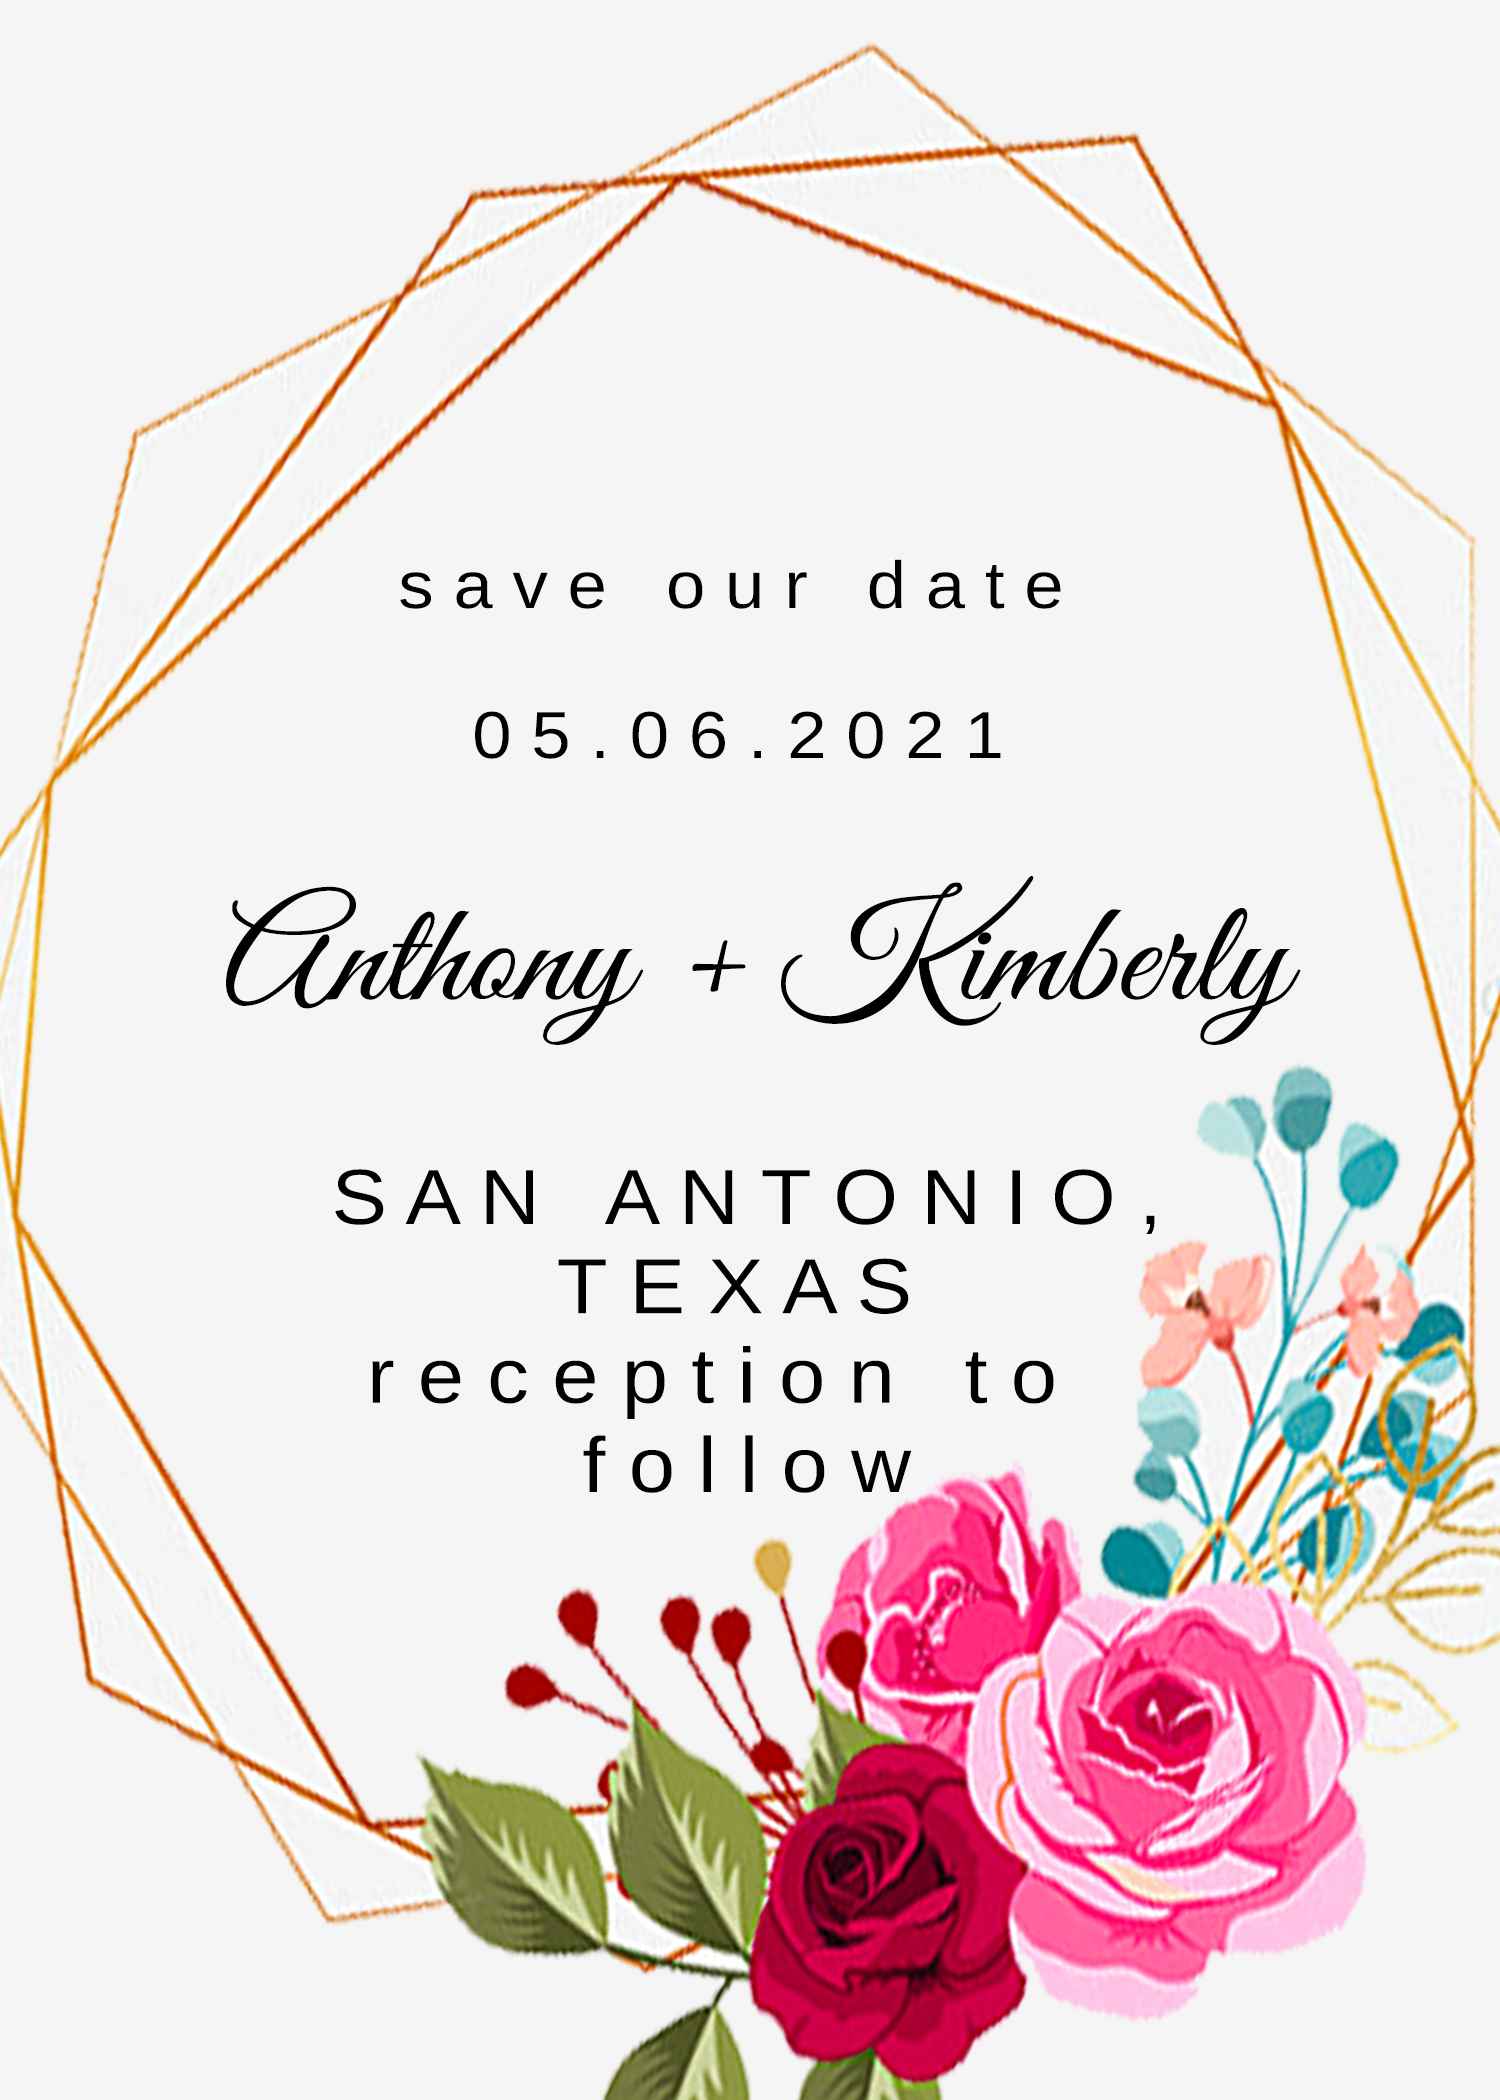 save our date
05.06.2021
Anthony + Kimberly
SAN ANTONIO,
TEXAS
reception to
follow